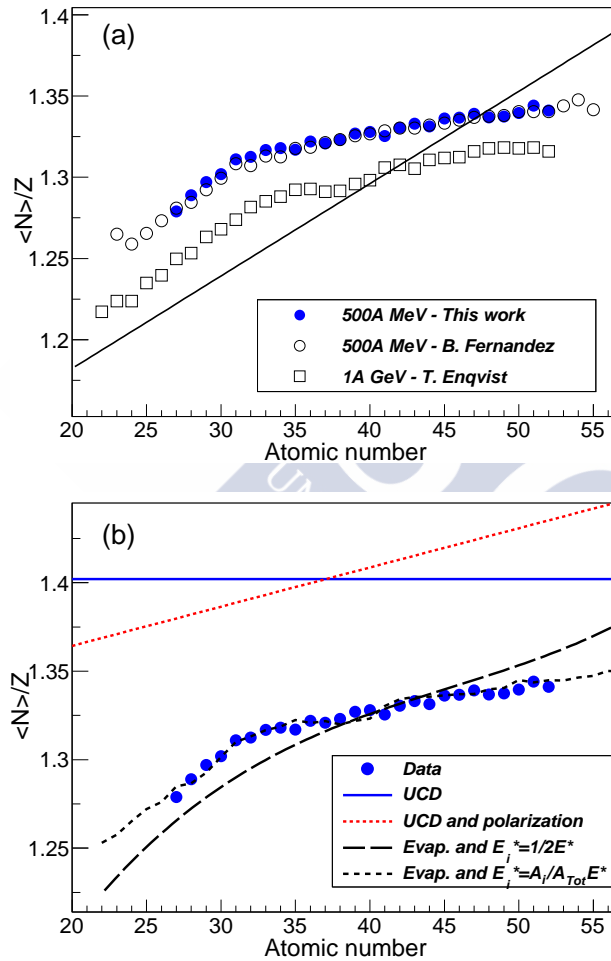 (a)
1.4
1.35
1.3
1.25
1.2
<N>/Z
500A MeV - This work
500A MeV - B. Fernandez
1A GeV - T. Enqvist
20 25 30 35 40 45 50 55
Atomic number
UN
(b)
1.4
1.35
1.3
1.25
<N>/Z
Data
UCD
UCD and polarization
Evap. and E_i*=1/2E*
Evap. and E_i*=A_i/A_Tot E*
20 25 30 35 40 45 50 55
Atomic number